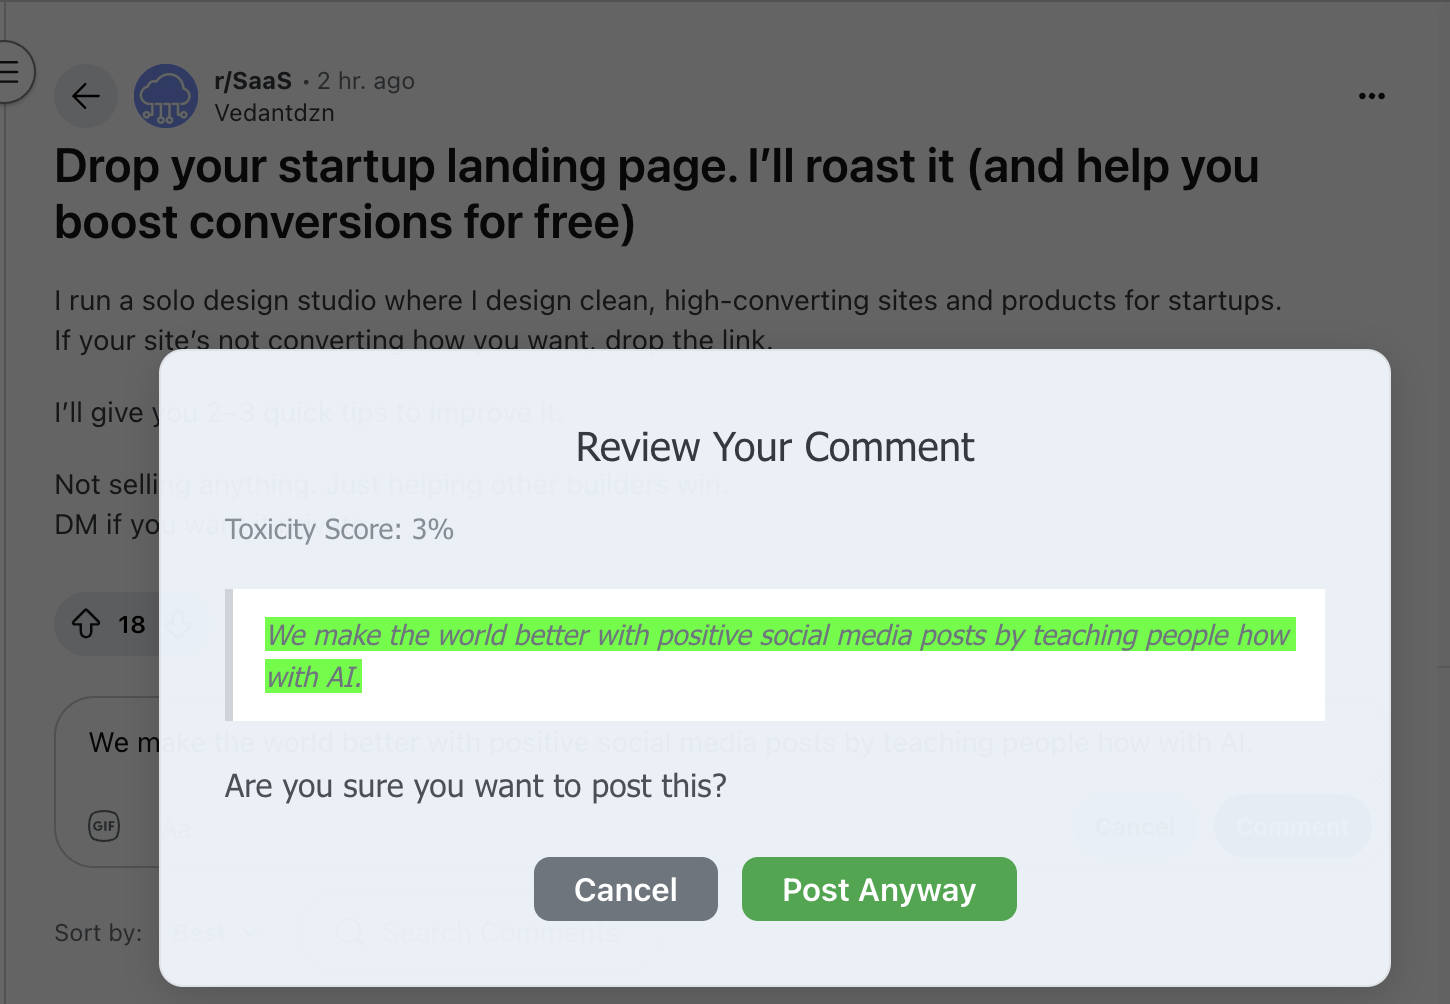 r/SaaS • 2 hr. ago
Vedantdzn
Drop your startup landing page. I’ll roast it (and help you
boost conversions for free)
I run a solo design studio where I design clean, high-converting sites and products for startups.
If your site’s not converting how you want, drop the link.
I’ll give you 2–3 quick tips to improve it.
Not selling anything. Just helping other builders win.
DM if you want
Review Your Comment
Toxicity Score: 3%
18
We make the world better with positive social media posts by teaching people how
with AI.
We make the world better with positive social media posts by teaching people how with AI.
Are you sure you want to post this?
GIF
Aa
Cancel
Comment
Cancel
Post Anyway
Sort by:
Best
Search Comments